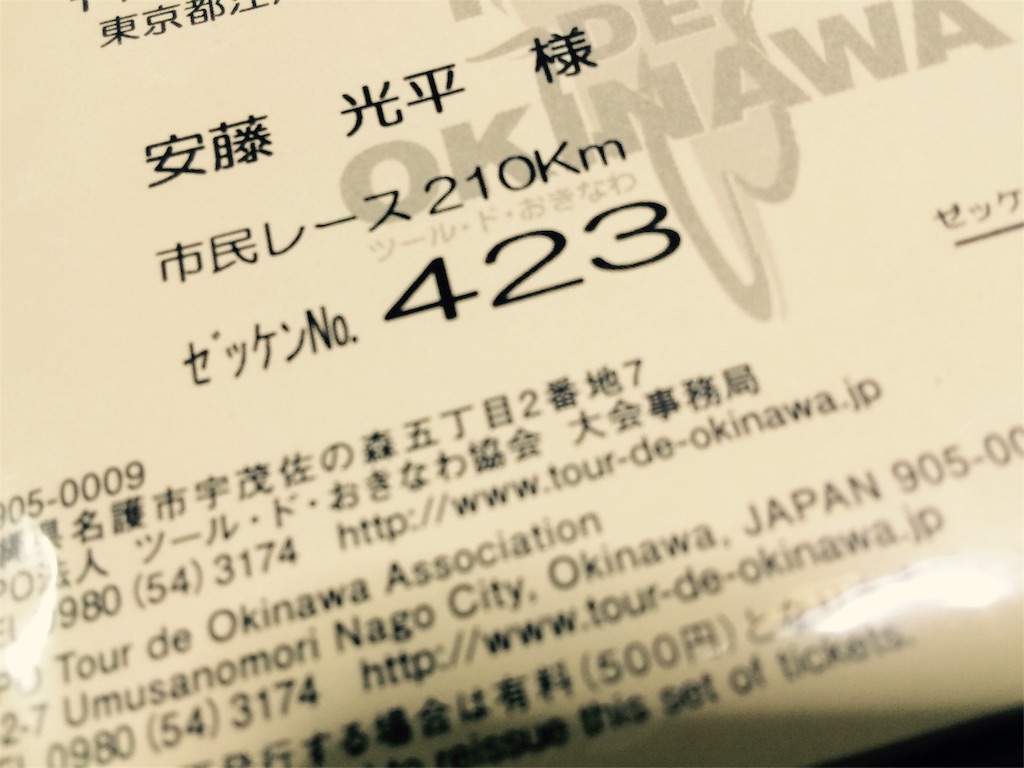 東京都江
DE
OKINAWA
安藤 光平 様
市民レース210Km
ツール・ド・おきなわ
ゼッケンNo. 423
ゼッケ
905-0009
県名護市宇茂佐の森五丁目2番地7
法人 ツール・ド・おきなわ協会 大会事務局
0980 (54) 3174 http://www.tour-de-okinawa.jp
Tour de Okinawa Association
2-7 Umusanomori Nago City, Okinawa, JAPAN 905-00
0980 (54) 3174 http://www.tour-de-okinawa.jp
発行する場合は有料(500円)とな
to reissue this set of tickets.